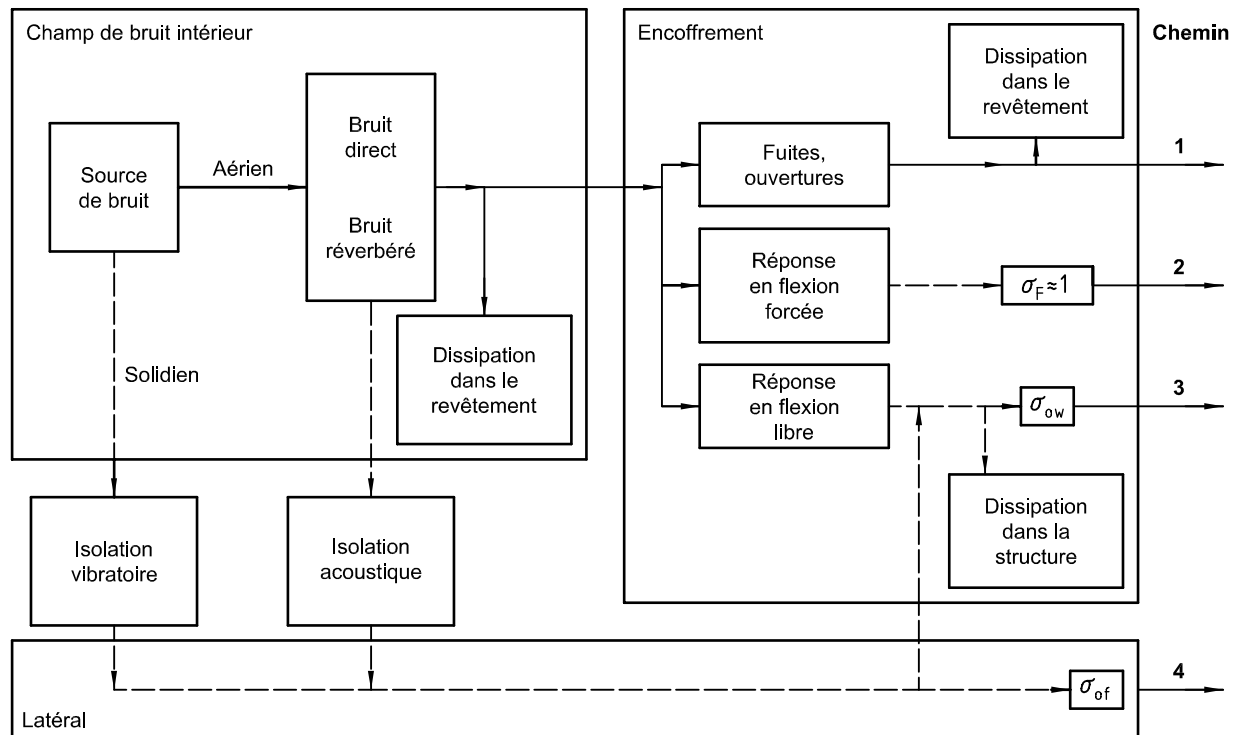 Champ de bruit intérieur
Source
de bruit
Aérien
Bruit
direct
Bruit
réverbéré
Dissipation
dans le
revêtement
Solidien
Isolation
vibratoire
Isolation
acoustique
Encoffrement
Dissipation
dans le
revêtement
Fuites,
ouvertures
Réponse
en flexion
forcée
σF ≈ 1
Réponse
en flexion
libre
σow
Dissipation
dans la
structure
Chemin
1
2
3
4
σof
Latéral